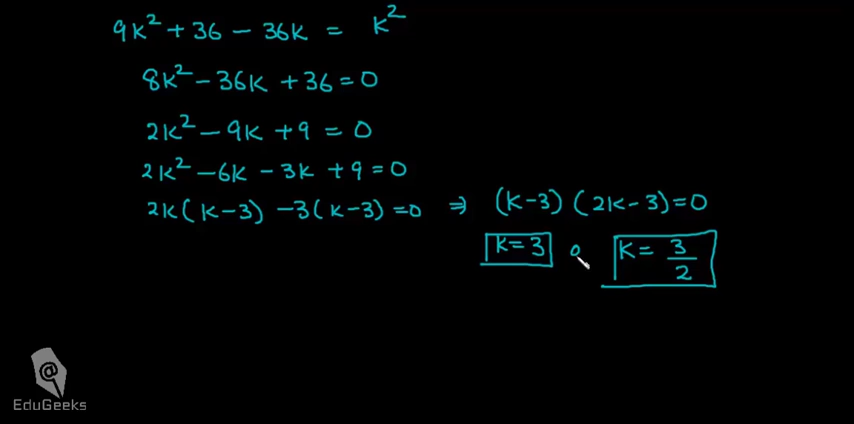 9k² + 36 - 36k = k²
8k² - 36k + 36 = 0
2k² - 9k + 9 = 0
2k² - 6k - 3k + 9 = 0
2k(k-3) - 3(k-3) = 0 ⇒ (k-3)(2k-3) = 0
k = 3 o k = 3/2
@
EduGeeks